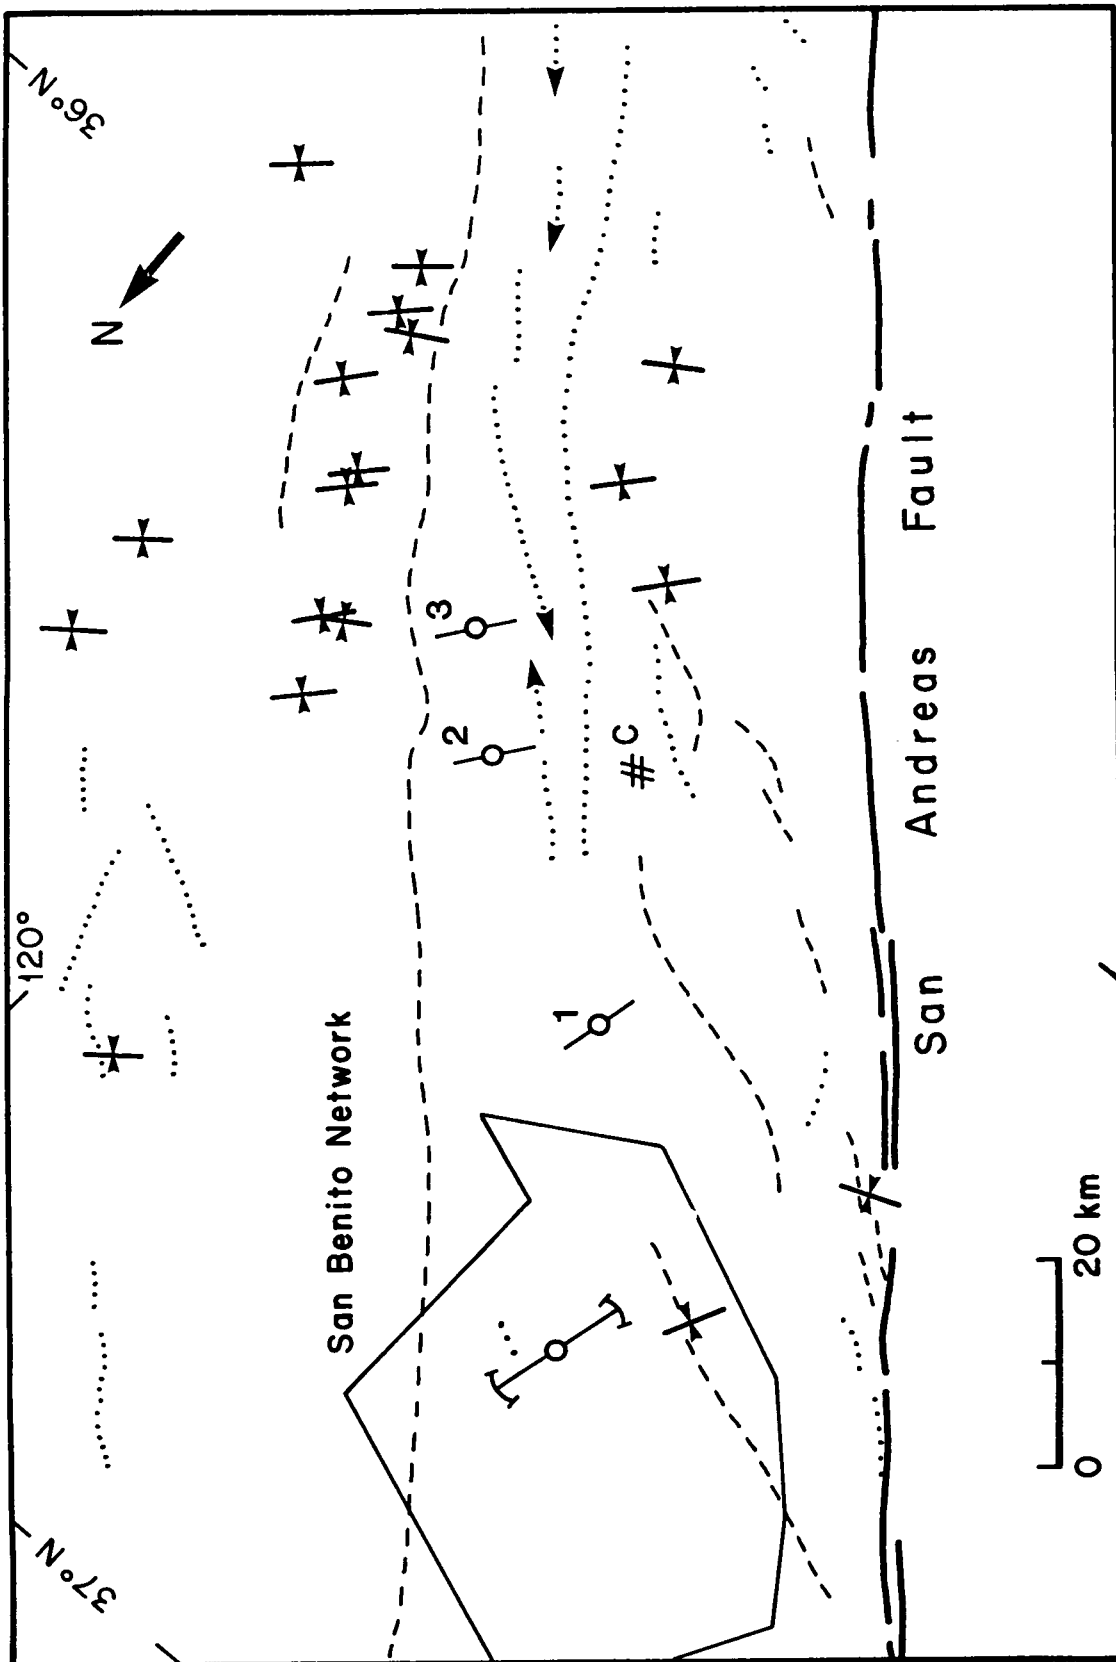 36°N
N
120°
3
2
# C
1
San Benito Network
San Andreas Fault
37°N
0 20 km